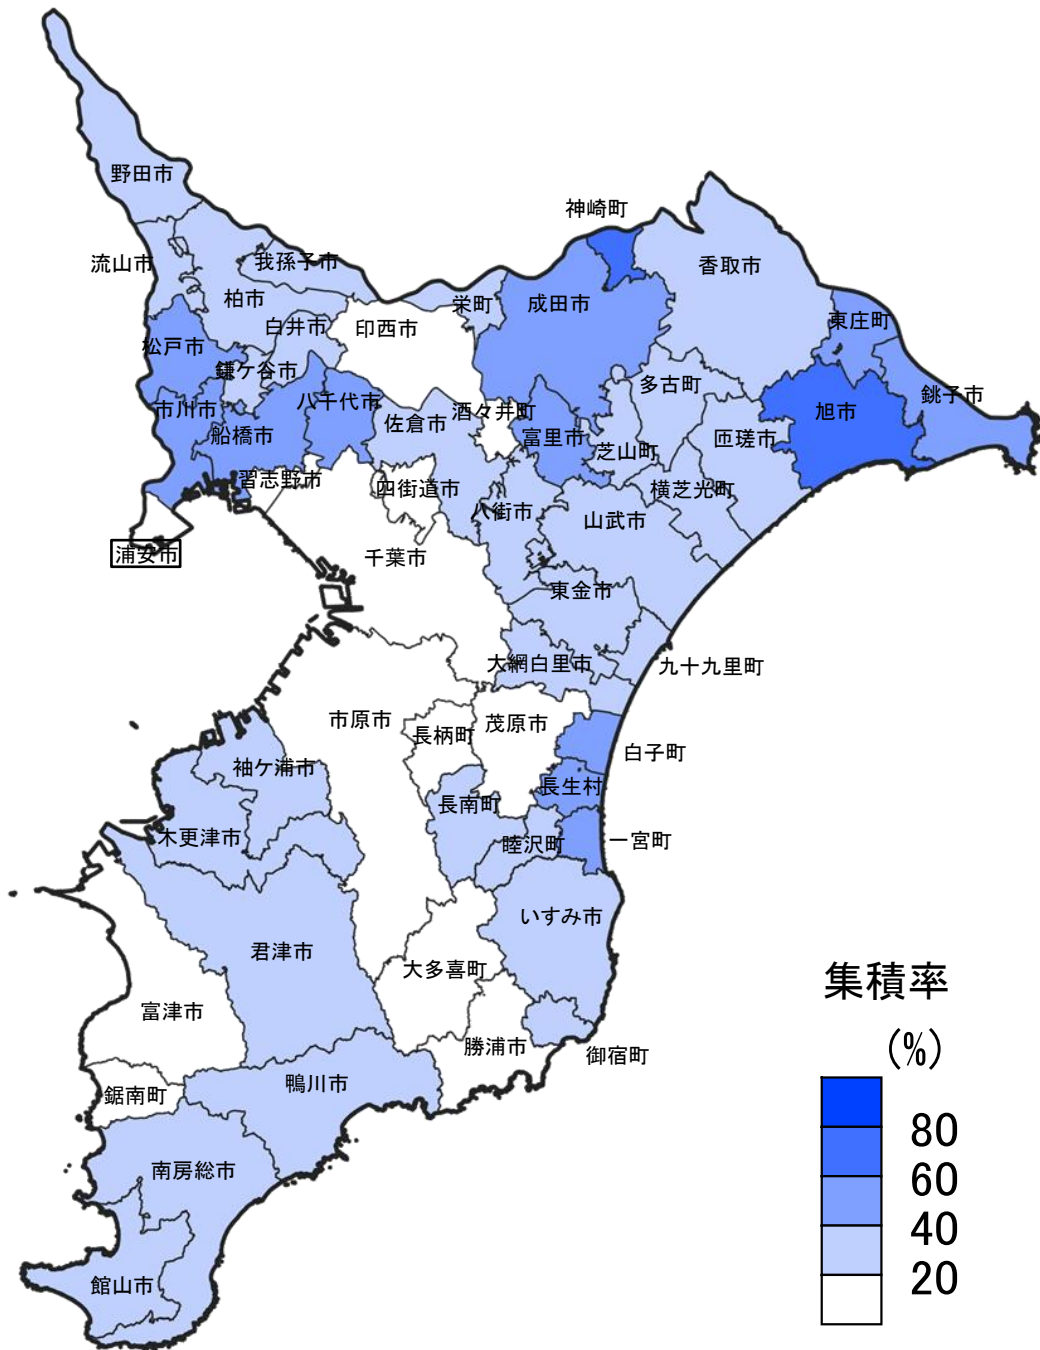 野田市
神崎町
流山市
我孫子市
香取市
柏市
栄町
成田市
白井市
印西市
東庄町
松戸市
鎌ケ谷市
多古町
銚子市
市川市
八千代市
酒々井町
旭市
船橋市
佐倉市
富里市
芝山町
匝瑳市
習志野市
四街道市
横芝光町
八街市
山武市
浦安市
千葉市
東金市
大網白里市
九十九里町
市原市
長柄町
茂原市
白子町
袖ケ浦市
長生村
長南町
木更津市
睦沢町
一宮町
いすみ市
君津市
大多喜町
富津市
勝浦市
御宿町
鋸南町
鴨川市
南房総市
館山市
集積率
(%)
80
60
40
20